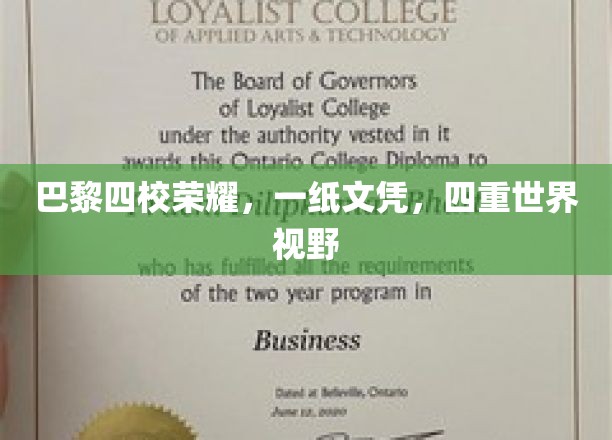 LOYALIST COLLEGE
OF APPLIED ARTS & TECHNOLOGY
The Board of Governors
of Loyalist College
under the authority vested in it
awards this Ontario College Diploma to
巴黎四校荣耀，一纸文凭，四重世界
视野
who has fulfilled all the requirements
of the two year program in
Business
Dated at Belleville, Ontario
June 12, 2020